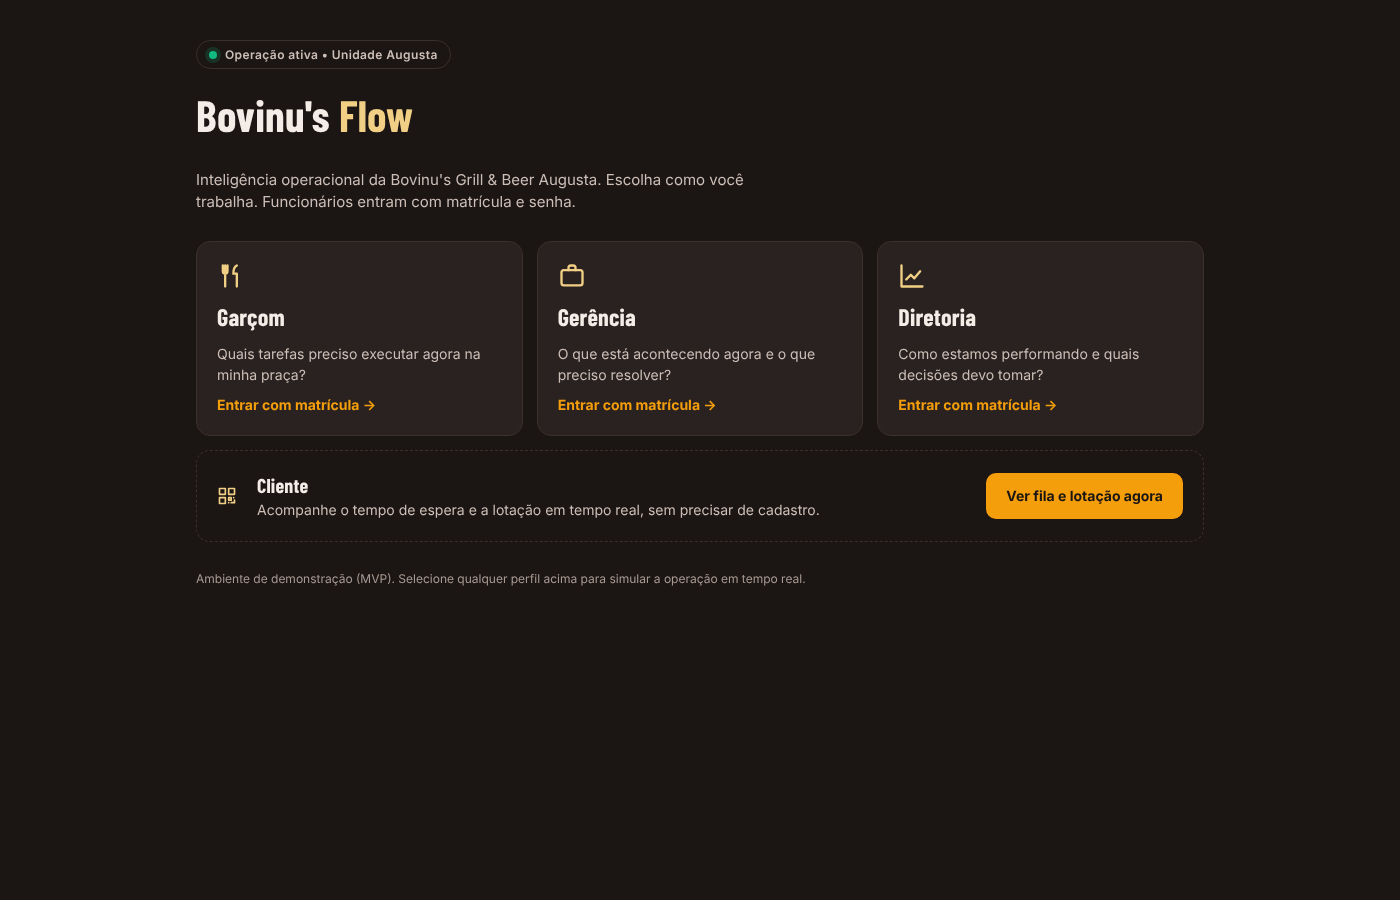 Operação ativa • Unidade Augusta
Bovinu's Flow
Inteligência operacional da Bovinu's Grill & Beer Augusta. Escolha como você
trabalha. Funcionários entram com matrícula e senha.
Garçom
Quais tarefas preciso executar agora na
minha praça?
Entrar com matrícula →
Gerência
O que está acontecendo agora e o que
preciso resolver?
Entrar com matrícula →
Diretoria
Como estamos performando e quais
decisões devo tomar?
Entrar com matrícula →
Cliente
Acompanhe o tempo de espera e a lotação em tempo real, sem precisar de cadastro.
Ver fila e lotação agora
Ambiente de demonstração (MVP). Selecione qualquer perfil acima para simular a operação em tempo real.